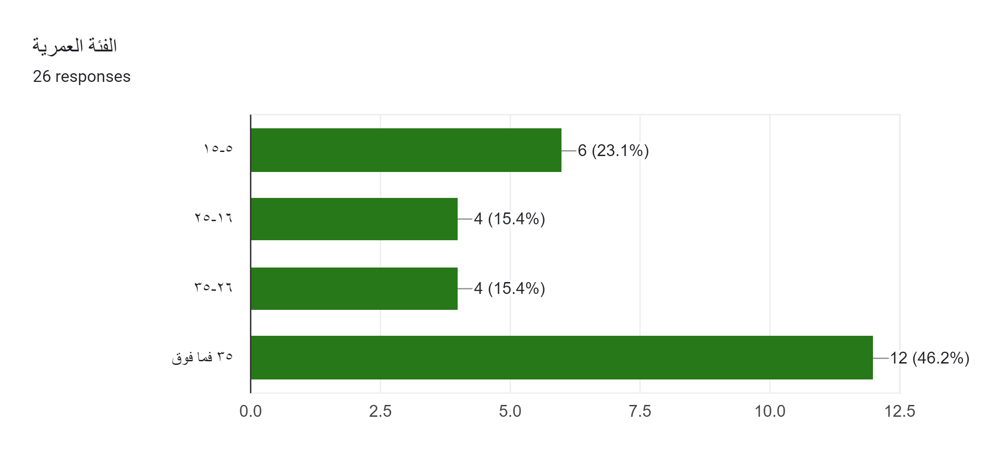 الفئة العمرية
26 responses
٥-١٥
6 (23.1%)
١٦-٢٥
4 (15.4%)
٢٦-٣٥
4 (15.4%)
٣٥ فما فوق
12 (46.2%)
0.0 2.5 5.0 7.5 10.0 12.5